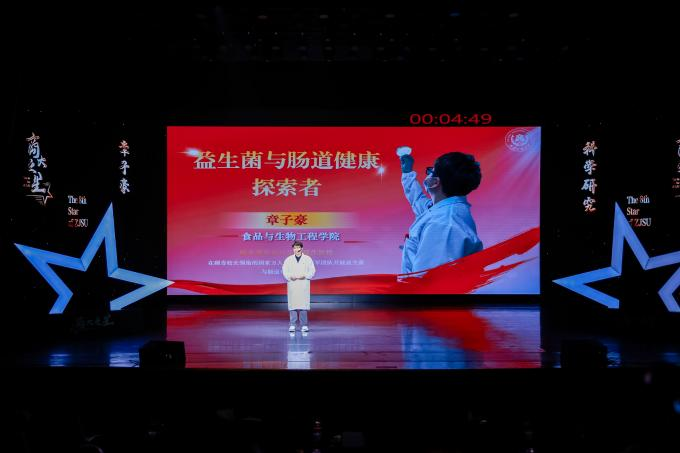 00:04:49
益生菌与肠道健康
探索者
章子豪
食品与生物工程学院
商大之星
章子豪
The 8th
Star
of ZJSU
科学研究
The 8th
Star
of ZJSU